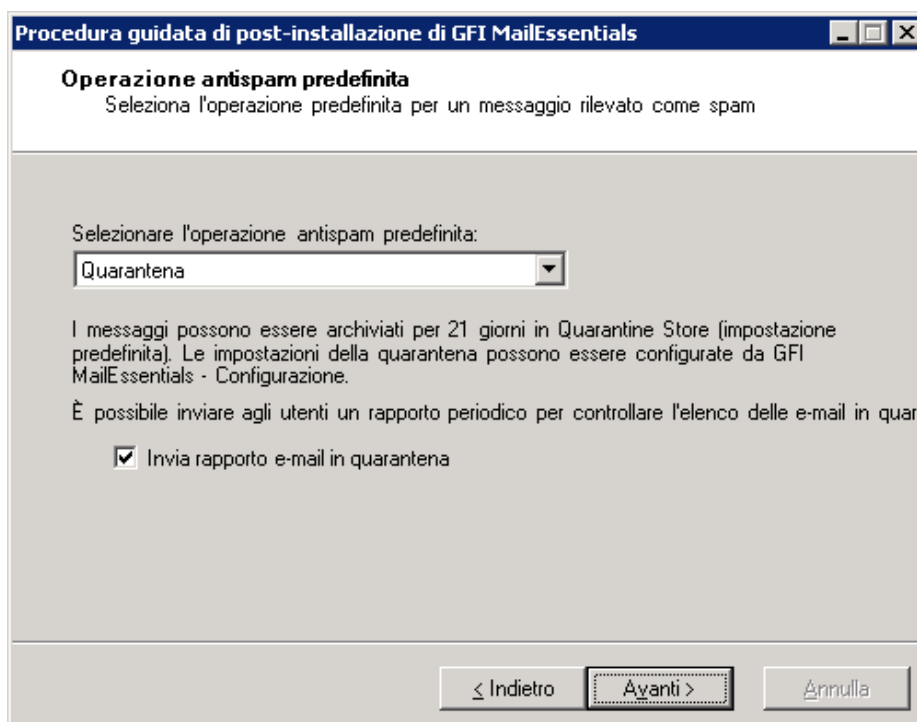 Procedura guidata di post-installazione di GFI MailEssentials
Operazione antispam predefinita
Seleziona l'operazione predefinita per un messaggio rilevato come spam
Selezionare l'operazione antispam predefinita:
Quarantena
I messaggi possono essere archiviati per 21 giorni in Quarantine Store (impostazione
predefinita). Le impostazioni della quarantena possono essere configurate da GFI
MailEssentials - Configurazione.
È possibile inviare agli utenti un rapporto periodico per controllare l'elenco delle e-mail in quar
Invia rapporto e-mail in quarantena
< Indietro
Avanti >
Annulla